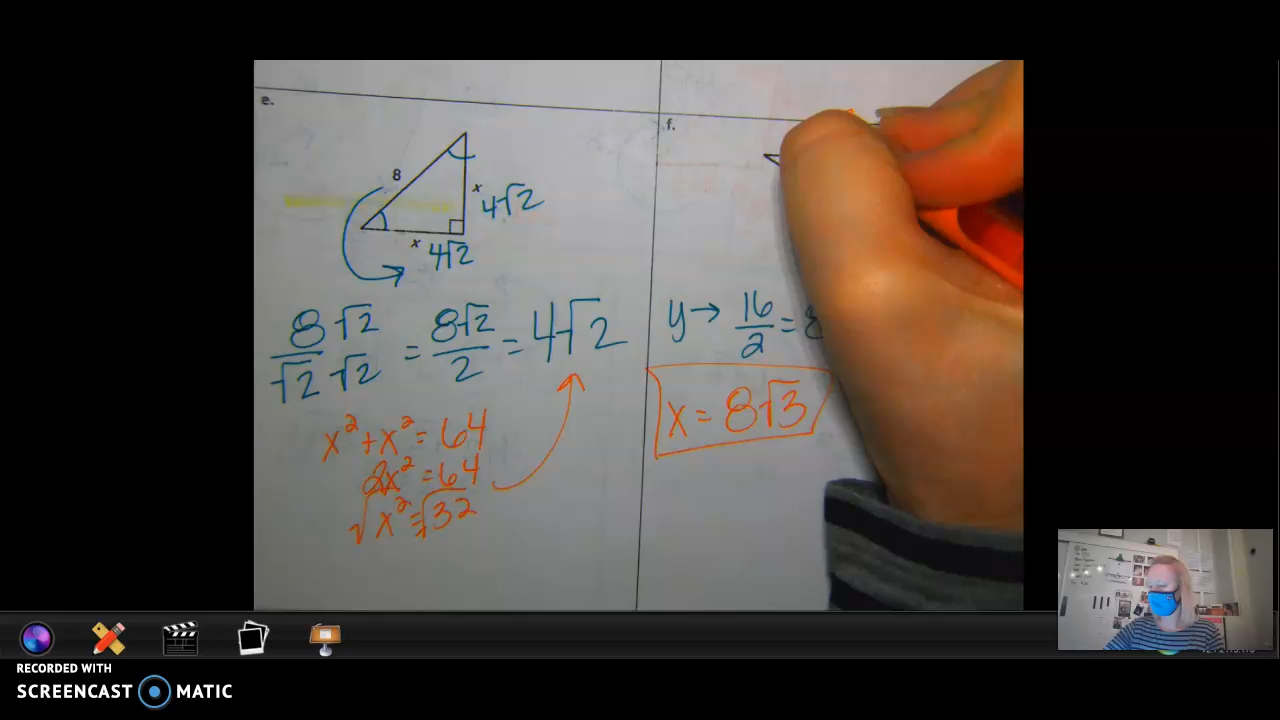 e.
8
x
4√2
x
4√2
8√2 / √2√2 = 8√2 / 2 = 4√2
x² + x² = 64
2x² = 64
√x² = √32
f.
y → 16 / 2 =
x = 8√3
RECORDED WITH
SCREENCAST MATIC